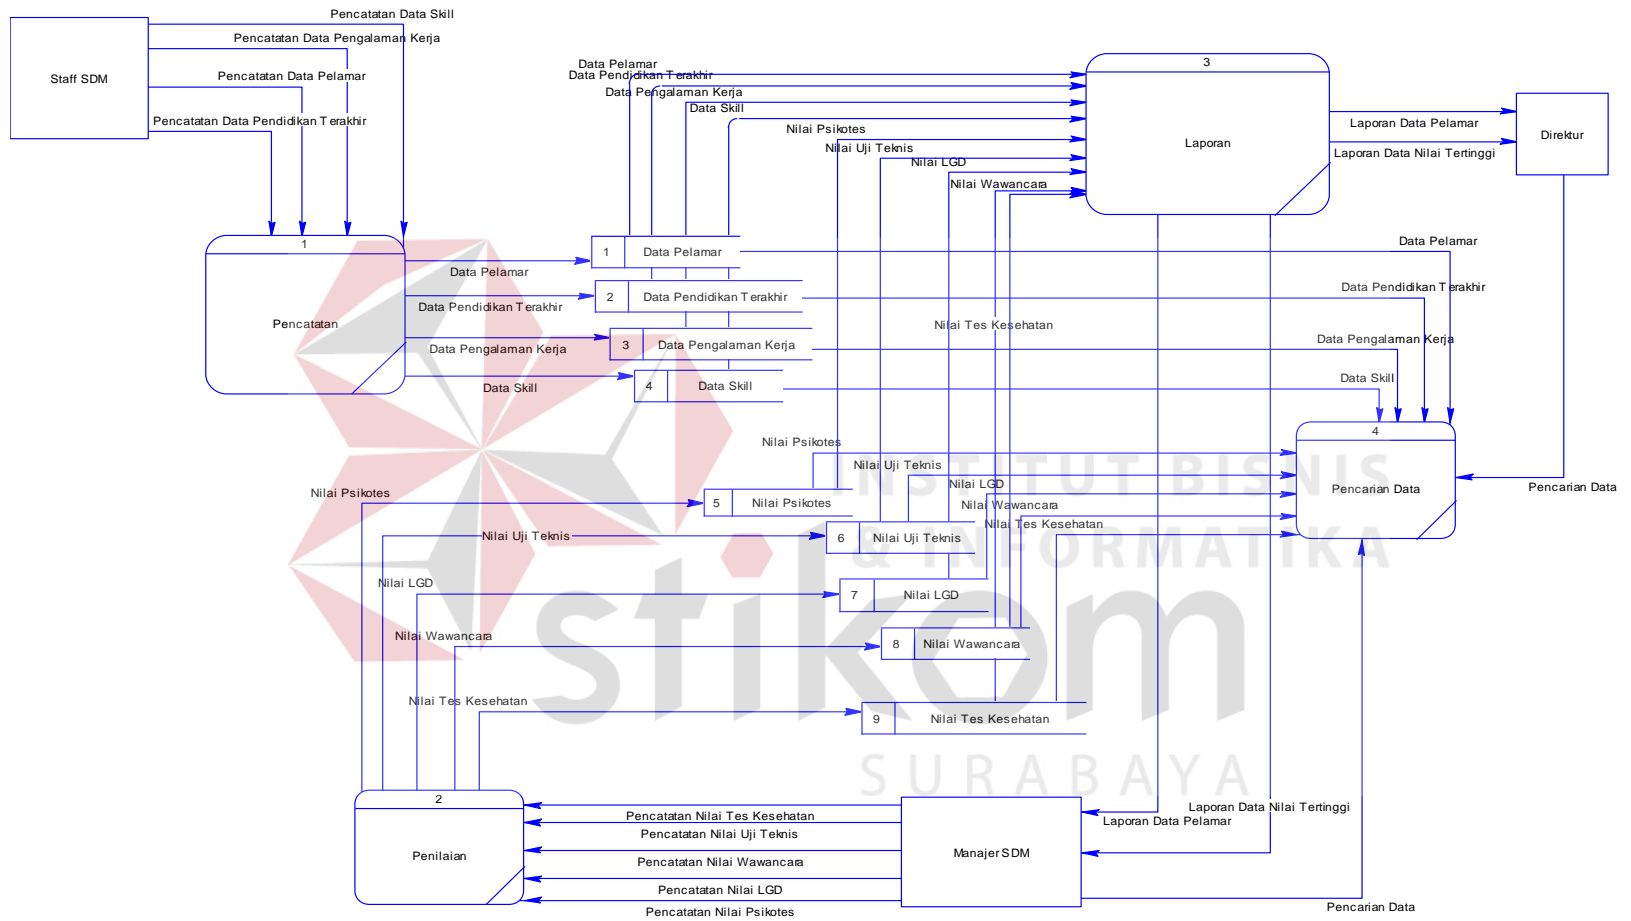 Pencatatan Data Skill
Pencatatan Data Pengalaman Kerja
Staff SDM
Pencatatan Data Pelamar
Pencatatan Data Pendidikan Terakhir
Data Pelamar
Data Pendidikan Terakhir
Data Pengalaman Kerja
Data Skill
Nilai Psikotes
Nilai Uji Teknis
Nilai LGD
Nilai Wawancara
3
Laporan
Laporan Data Pelamar
Laporan Data Nilai Tertinggi
Direktur
1
Pencatatan
Data Pelamar
Data Pendidikan Terakhir
Data Pengalaman Kerja
Data Skill
1 Data Pelamar
2 Data Pendidikan Terakhir
3 Data Pengalaman Kerja
4 Data Skill
Nilai Tes Kesehatan
Data Pelamar
Data Pendidikan Terakhir
Data Pengalaman Kerja
Data Skill
4
Pencarian Data
Pencarian Data
Nilai Psikotes
Nilai Uji Teknis
Nilai LGD
Nilai Wawancara
Nilai Tes Kesehatan
INSTITUT BISNIS
& INFORMATIKA
stikom
SURABAYA
Nilai Psikotes
Nilai Uji Teknis
Nilai LGD
Nilai Wawancara
Nilai Tes Kesehatan
5 Nilai Psikotes
6 Nilai Uji Teknis
7 Nilai LGD
8 Nilai Wawancara
9 Nilai Tes Kesehatan
2
Penilaian
Pencatatan Nilai Tes Kesehatan
Pencatatan Nilai Uji Teknis
Pencatatan Nilai Wawancara
Pencatatan Nilai LGD
Pencatatan Nilai Psikotes
Manajer SDM
Laporan Data Nilai Tertinggi
Laporan Data Pelamar
Pencarian Data